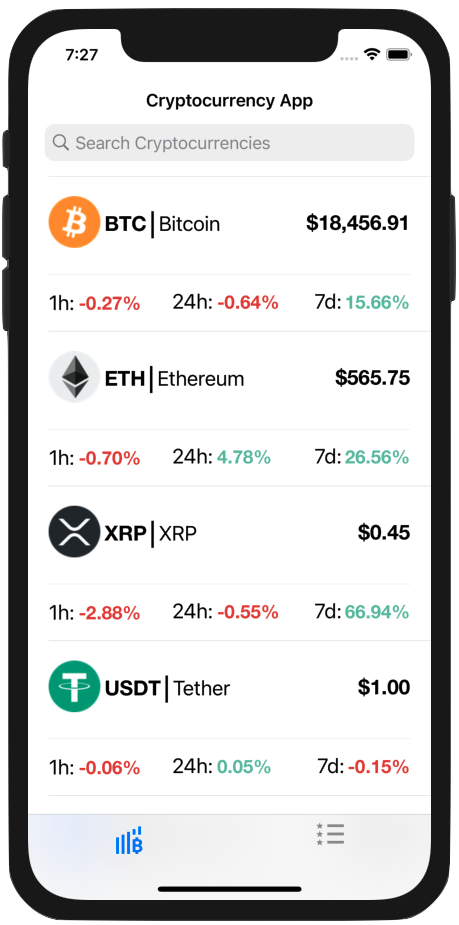 7:27
Cryptocurrency App
Search Cryptocurrencies
BTC|Bitcoin $18,456.91
1h: -0.27% 24h: -0.64% 7d: 15.66%
ETH|Ethereum $565.75
1h: -0.70% 24h: 4.78% 7d: 26.56%
XRP|XRP $0.45
1h: -2.88% 24h: -0.55% 7d: 66.94%
USDT|Tether $1.00
1h: -0.06% 24h: 0.05% 7d: -0.15%